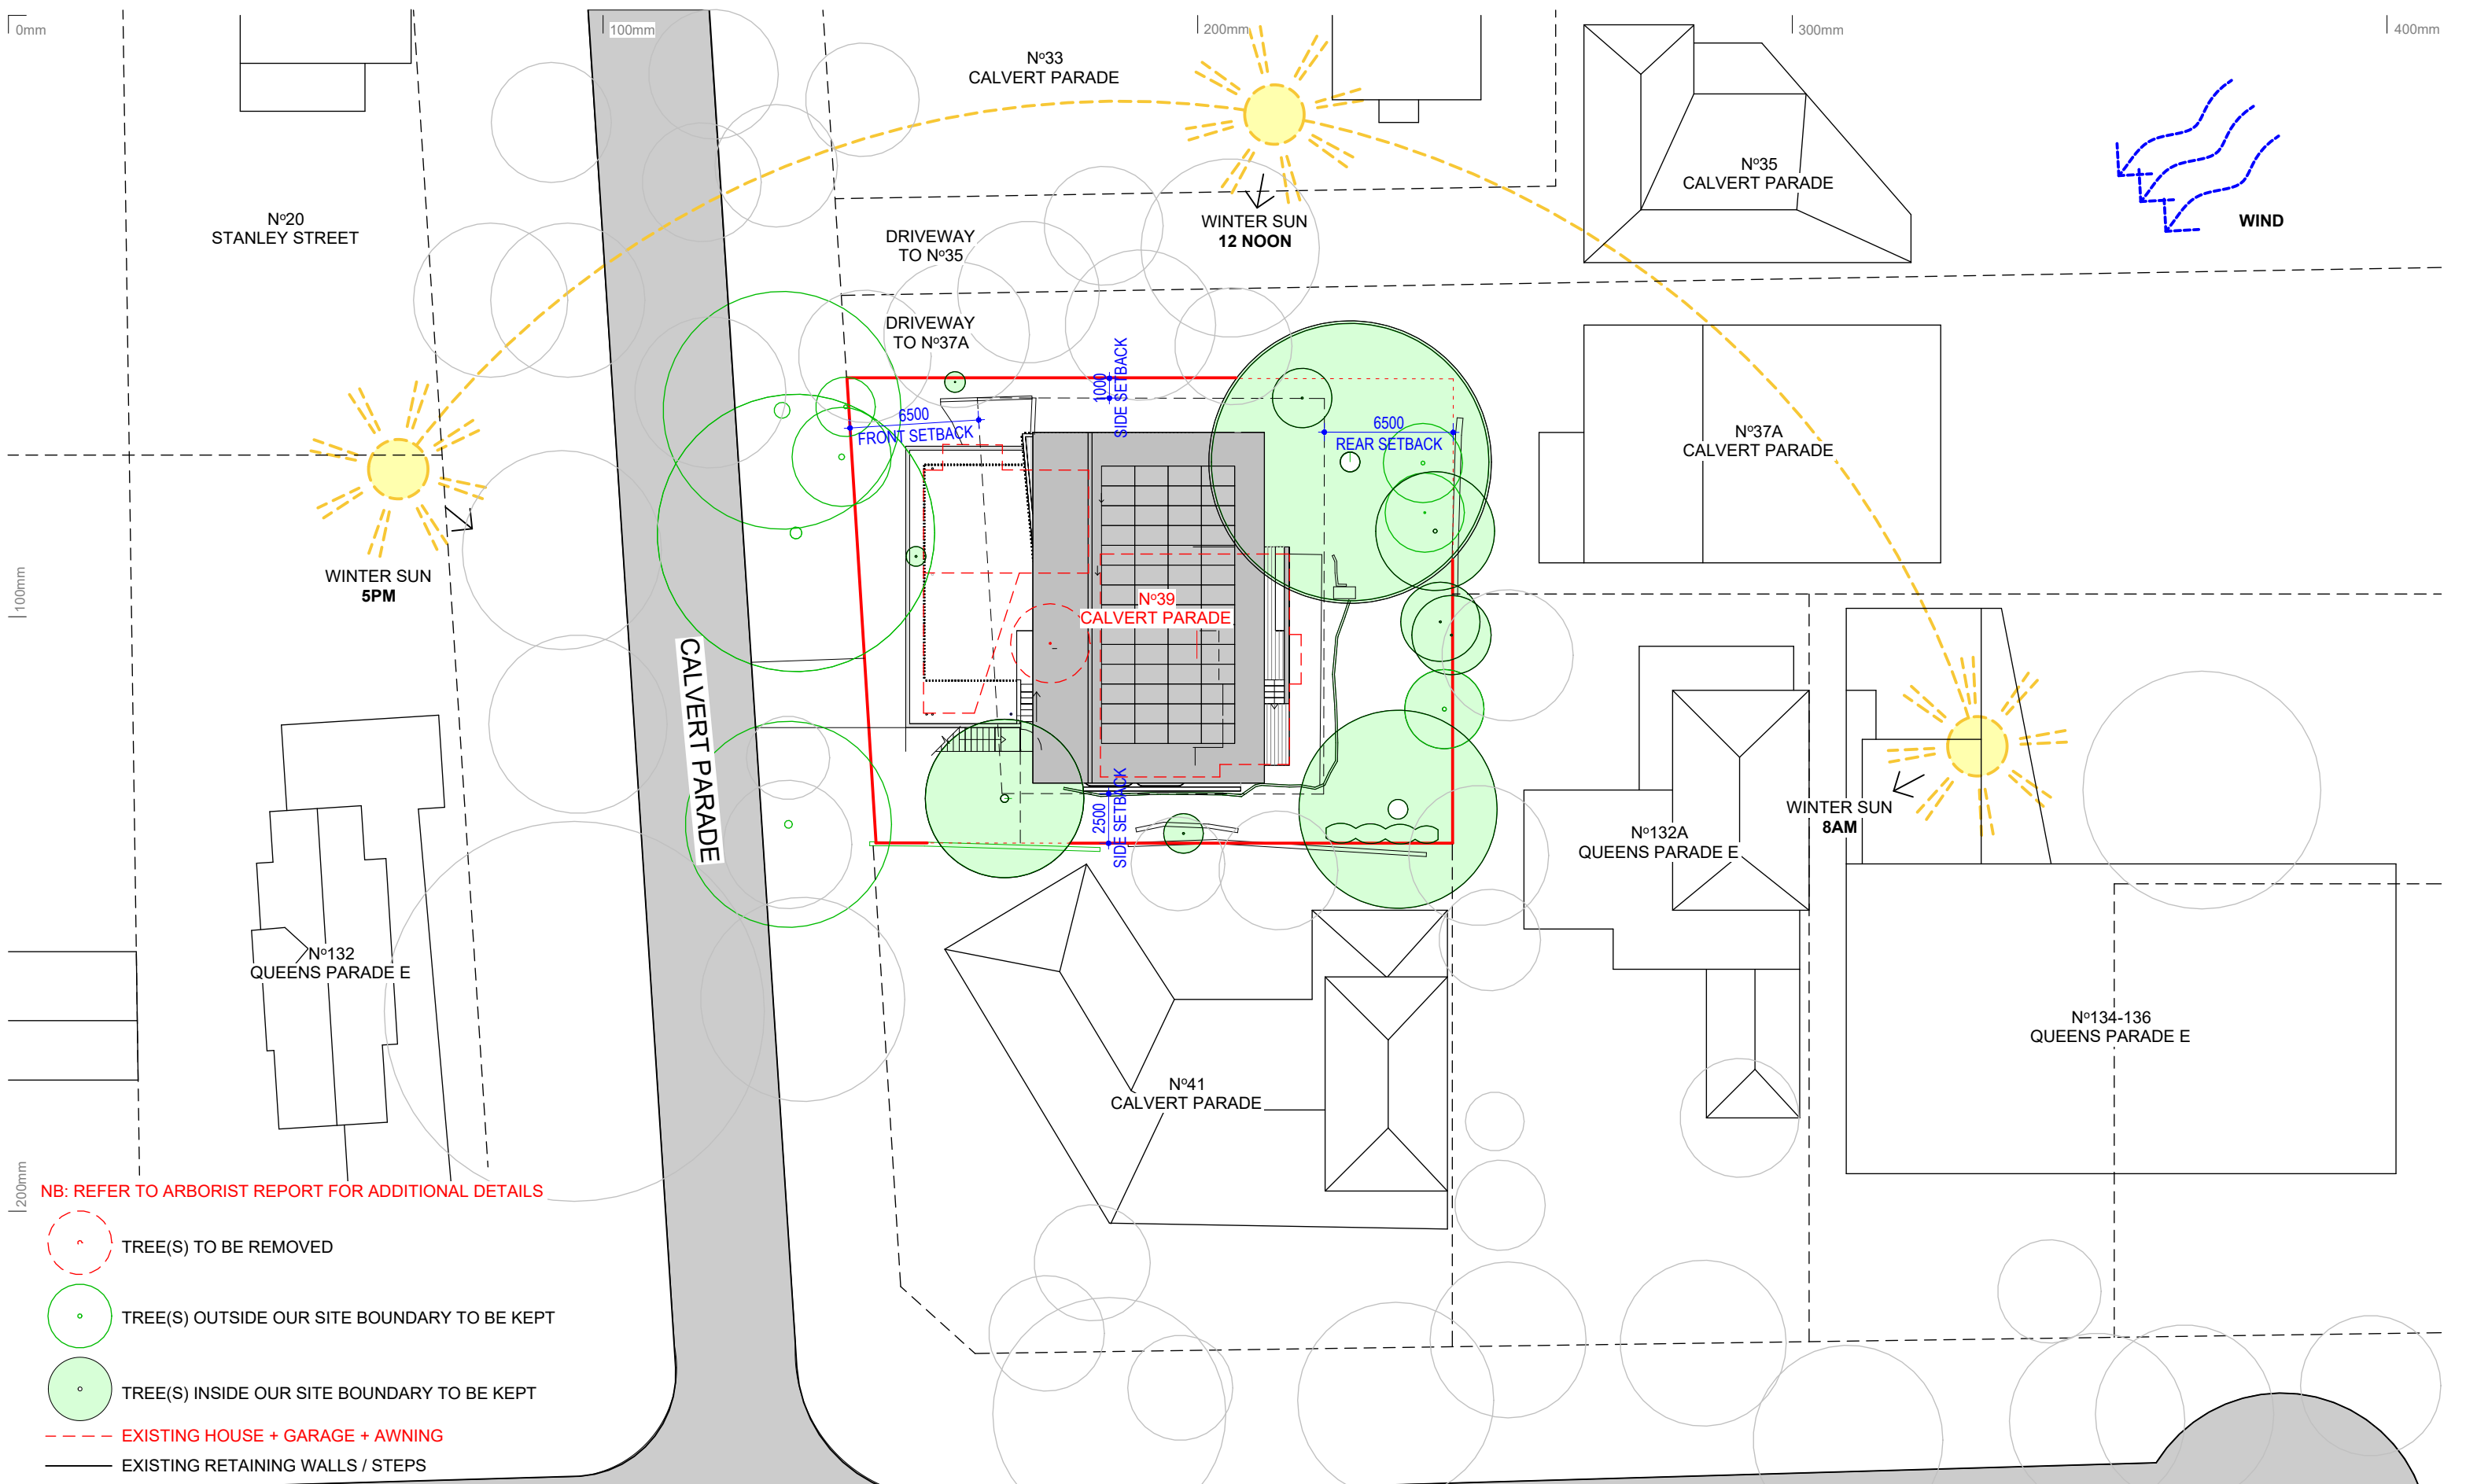 0mm
100mm
200mm
300mm
400mm
Nº33
CALVERT PARADE
Nº35
CALVERT PARADE
WIND
Nº20
STANLEY STREET
DRIVEWAY
TO Nº35
WINTER SUN
12 NOON
DRIVEWAY
TO Nº37A
1000
SIDE SETBACK
6500
FRONT SETBACK
6500
REAR SETBACK
Nº37A
CALVERT PARADE
WINTER SUN
5PM
100mm
Nº39
CALVERT PARADE
CALVERT PARADE
2500
SIDE SETBACK
WINTER SUN
8AM
Nº132A
QUEENS PARADE E
Nº132
QUEENS PARADE E
Nº134-136
QUEENS PARADE E
Nº41
CALVERT PARADE
200mm
NB: REFER TO ARBORIST REPORT FOR ADDITIONAL DETAILS
TREE(S) TO BE REMOVED
TREE(S) OUTSIDE OUR SITE BOUNDARY TO BE KEPT
TREE(S) INSIDE OUR SITE BOUNDARY TO BE KEPT
EXISTING HOUSE + GARAGE + AWNING
EXISTING RETAINING WALLS / STEPS